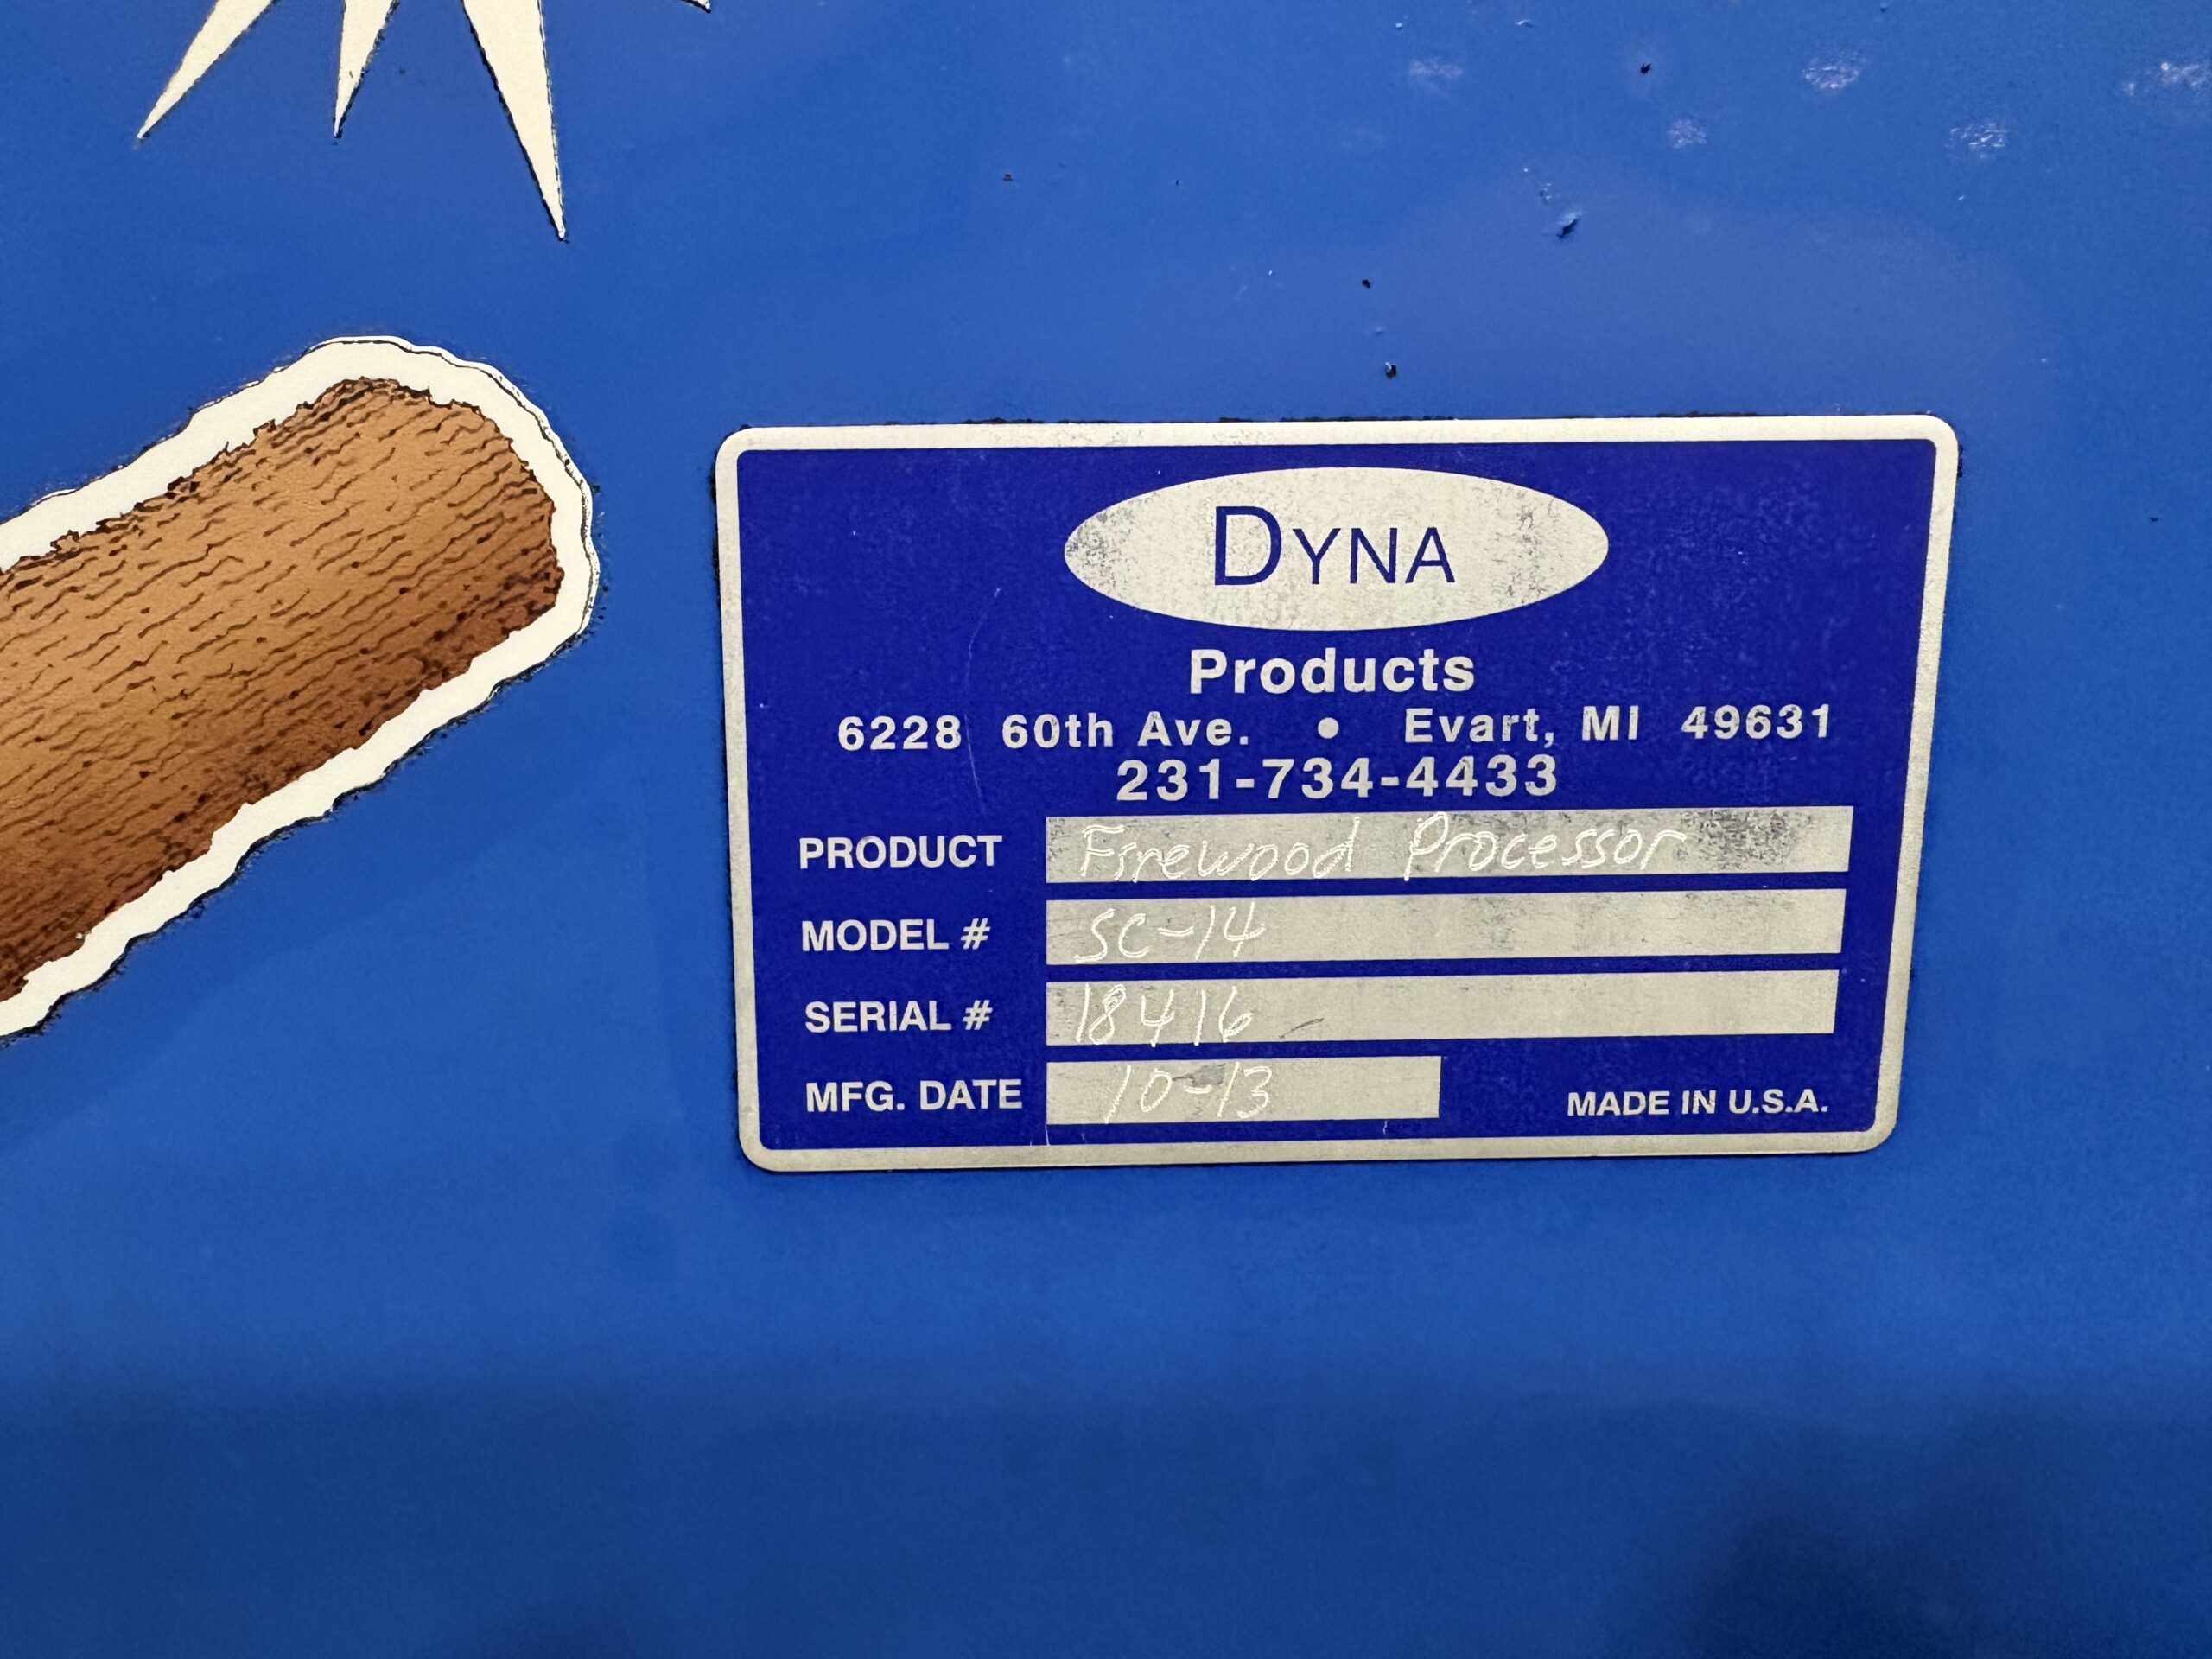 DYNA
Products
6228 60th Ave. • Evart, MI 49631
231-734-4433
PRODUCT Firewood Processor
MODEL # SC-14
SERIAL # 18416
MFG. DATE 10-13 MADE IN U.S.A.